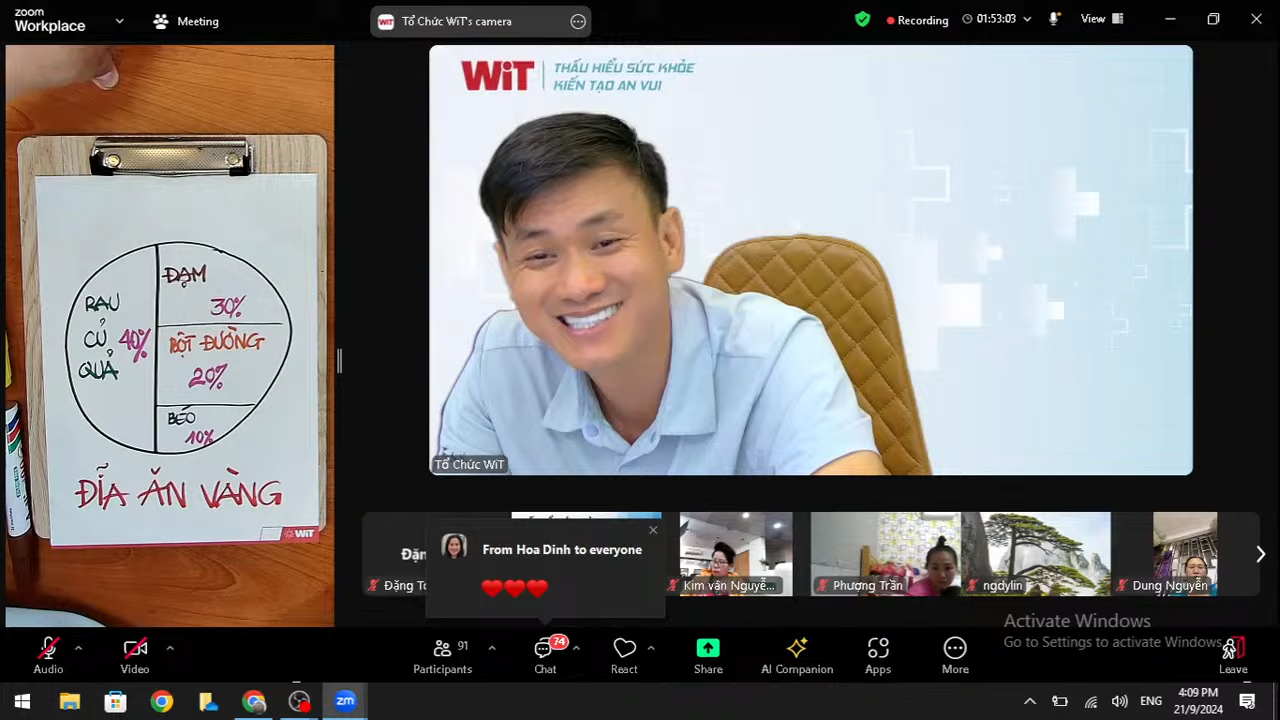 zoom
Workplace
Meeting
WiT
Tổ Chức WiT's camera
Recording
01:53:03
View
ĐẠM
30%
RAU
CỦ
QUẢ
40%
BỘT ĐƯỜNG
20%
BÉO
10%
ĐĨA ĂN VÀNG
WiT
WiT
THẤU HIỂU SỨC KHỎE
KIẾN TẠO AN VUI
Tổ Chức WiT
From Hoa Dinh to everyone
Kim vận Nguyễ...
Phượng Trần
ngdylin
Dung Nguyễn
Activate Windows
Go to Settings to activate Windows.
Audio
Video
91
Participants
74
Chat
React
Share
AI Companion
Apps
More
Leave
zm
ENG
4:09 PM
21/9/2024